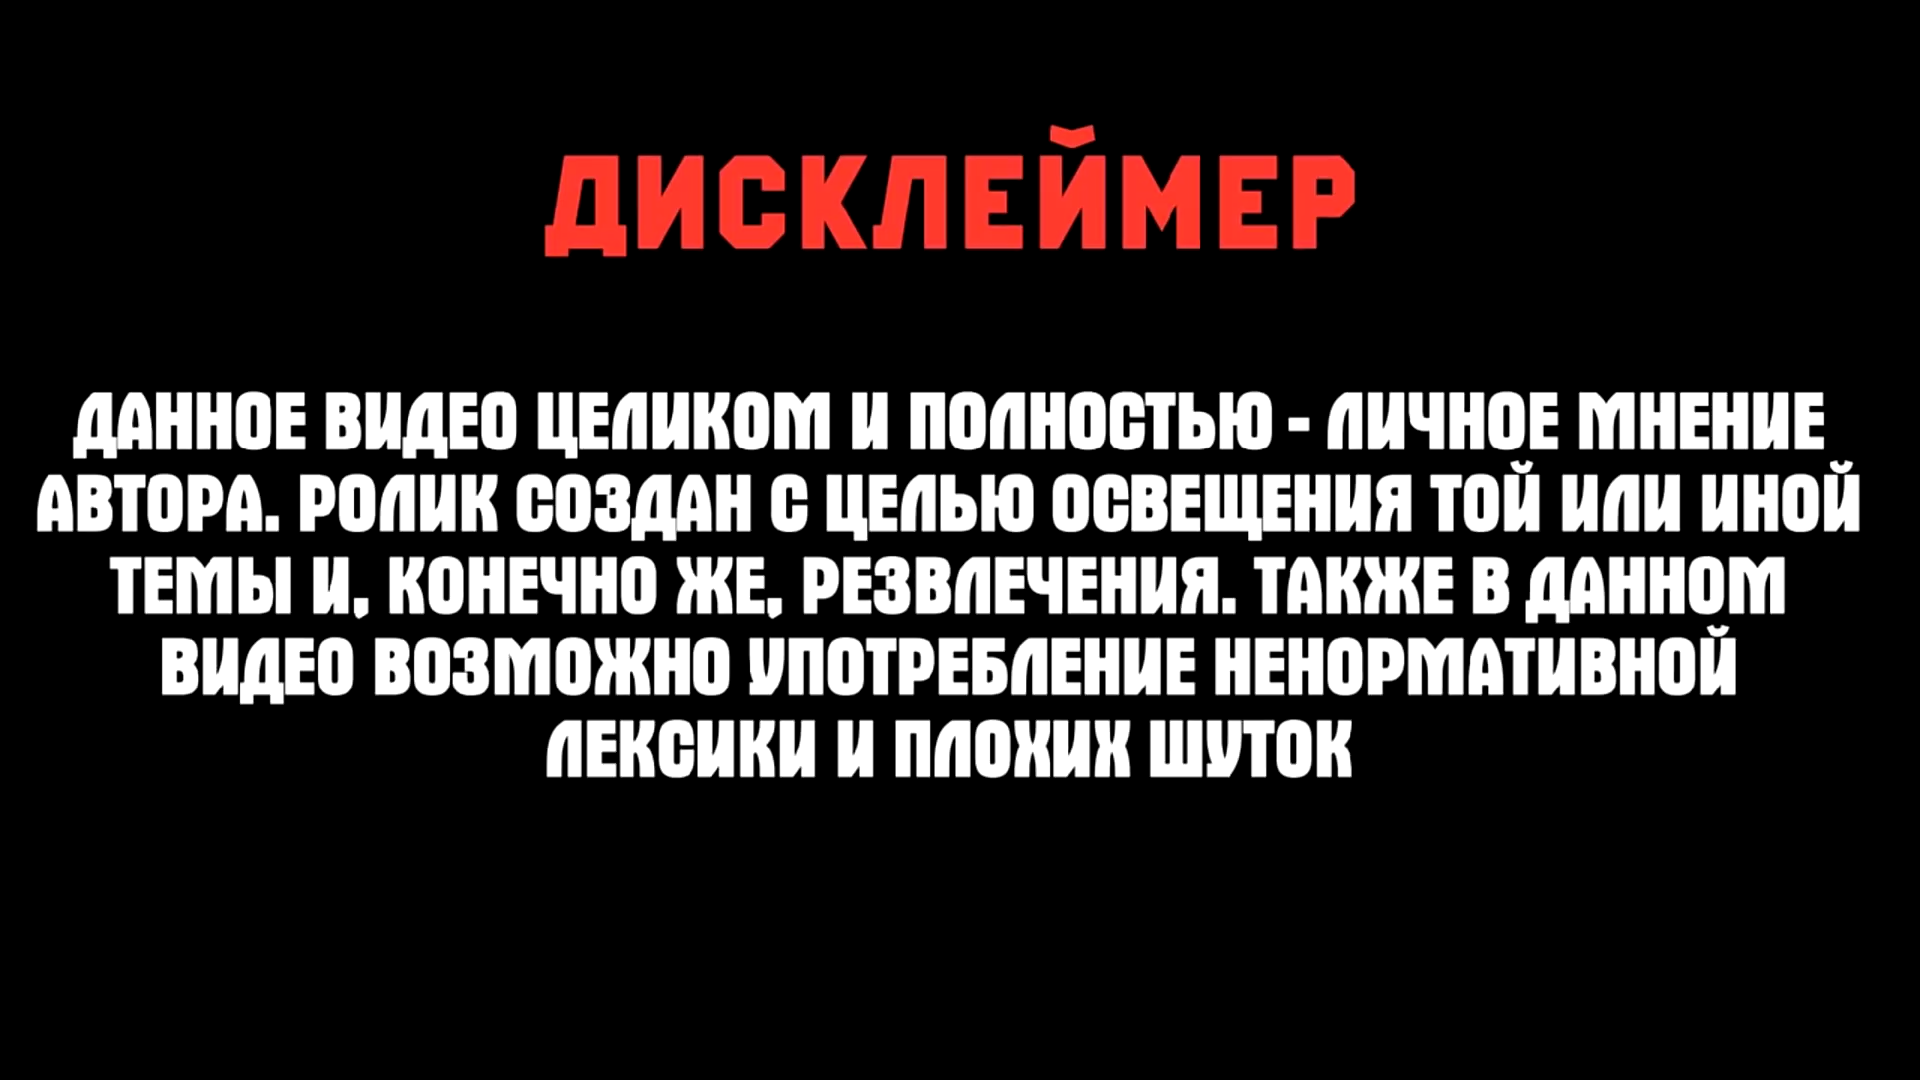 ДИСКЛЕЙМЕР
ДАННОЕ ВИДЕО ЦЕЛИКОМ И ПОЛНОСТЬЮ - ЛИЧНОЕ МНЕНИЕ
АВТОРА. РОЛИК СОЗДАН С ЦЕЛЬЮ ОСВЕЩЕНИЯ ТОЙ ИЛИ ИНОЙ
ТЕМЫ И, КОНЕЧНО ЖЕ, РЕЗВЛЕЧЕНИЯ. ТАКЖЕ В ДАННОМ
ВИДЕО ВОЗМОЖНО УПОТРЕБЛЕНИЕ НЕНОРМАТИВНОЙ
ЛЕКСИКИ И ПЛОХИХ ШУТОК